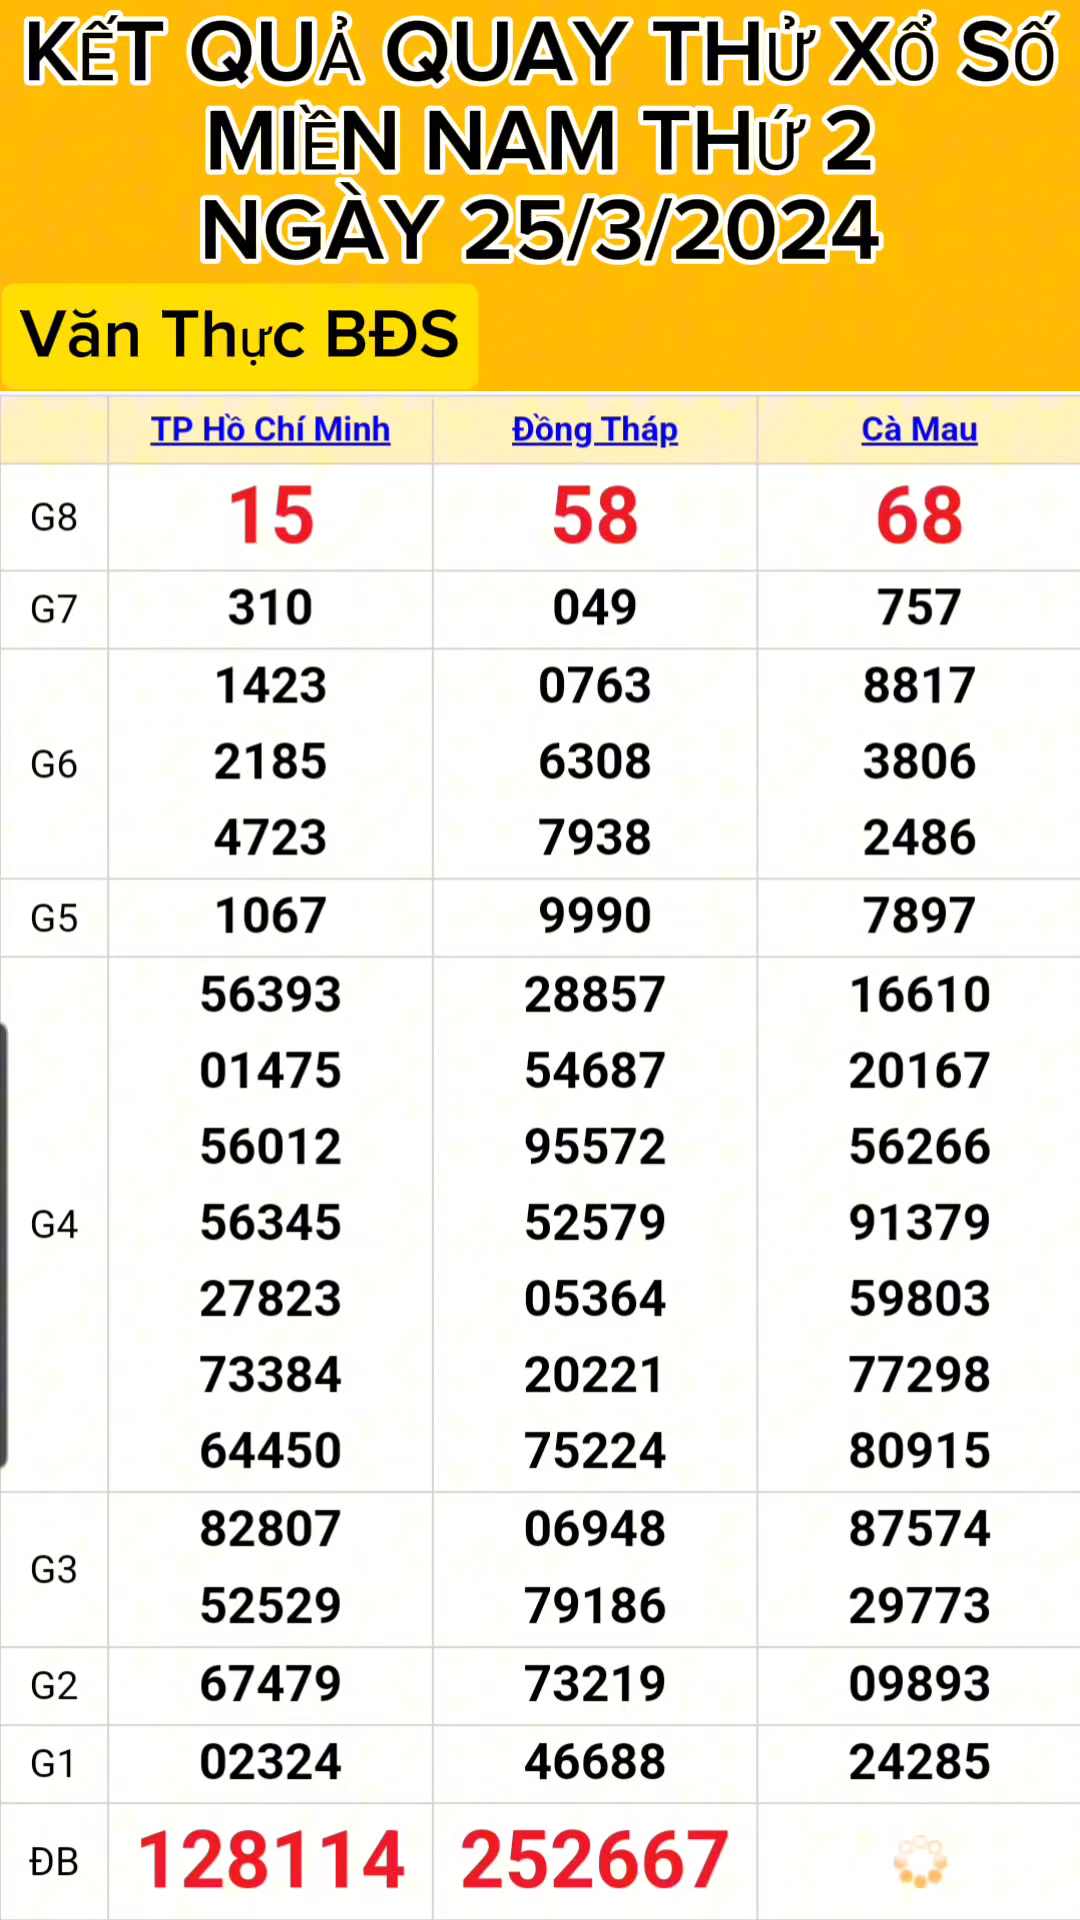 KẾT QUẢ QUAY THỬ XỔ SỐ
MIỀN NAM THỨ 2
NGÀY 25/3/2024
Văn Thực BĐS
TP Hồ Chí Minh Đồng Tháp Cà Mau
G8 15 58 68
G7 310 049 757
1423 0763 8817
G6 2185 6308 3806
4723 7938 2486
G5 1067 9990 7897
56393 28857 16610
01475 54687 20167
56012 95572 56266
G4 56345 52579 91379
27823 05364 59803
73384 20221 77298
64450 75224 80915
G3 82807 06948 87574
52529 79186 29773
G2 67479 73219 09893
G1 02324 46688 24285
ĐB 128114 252667